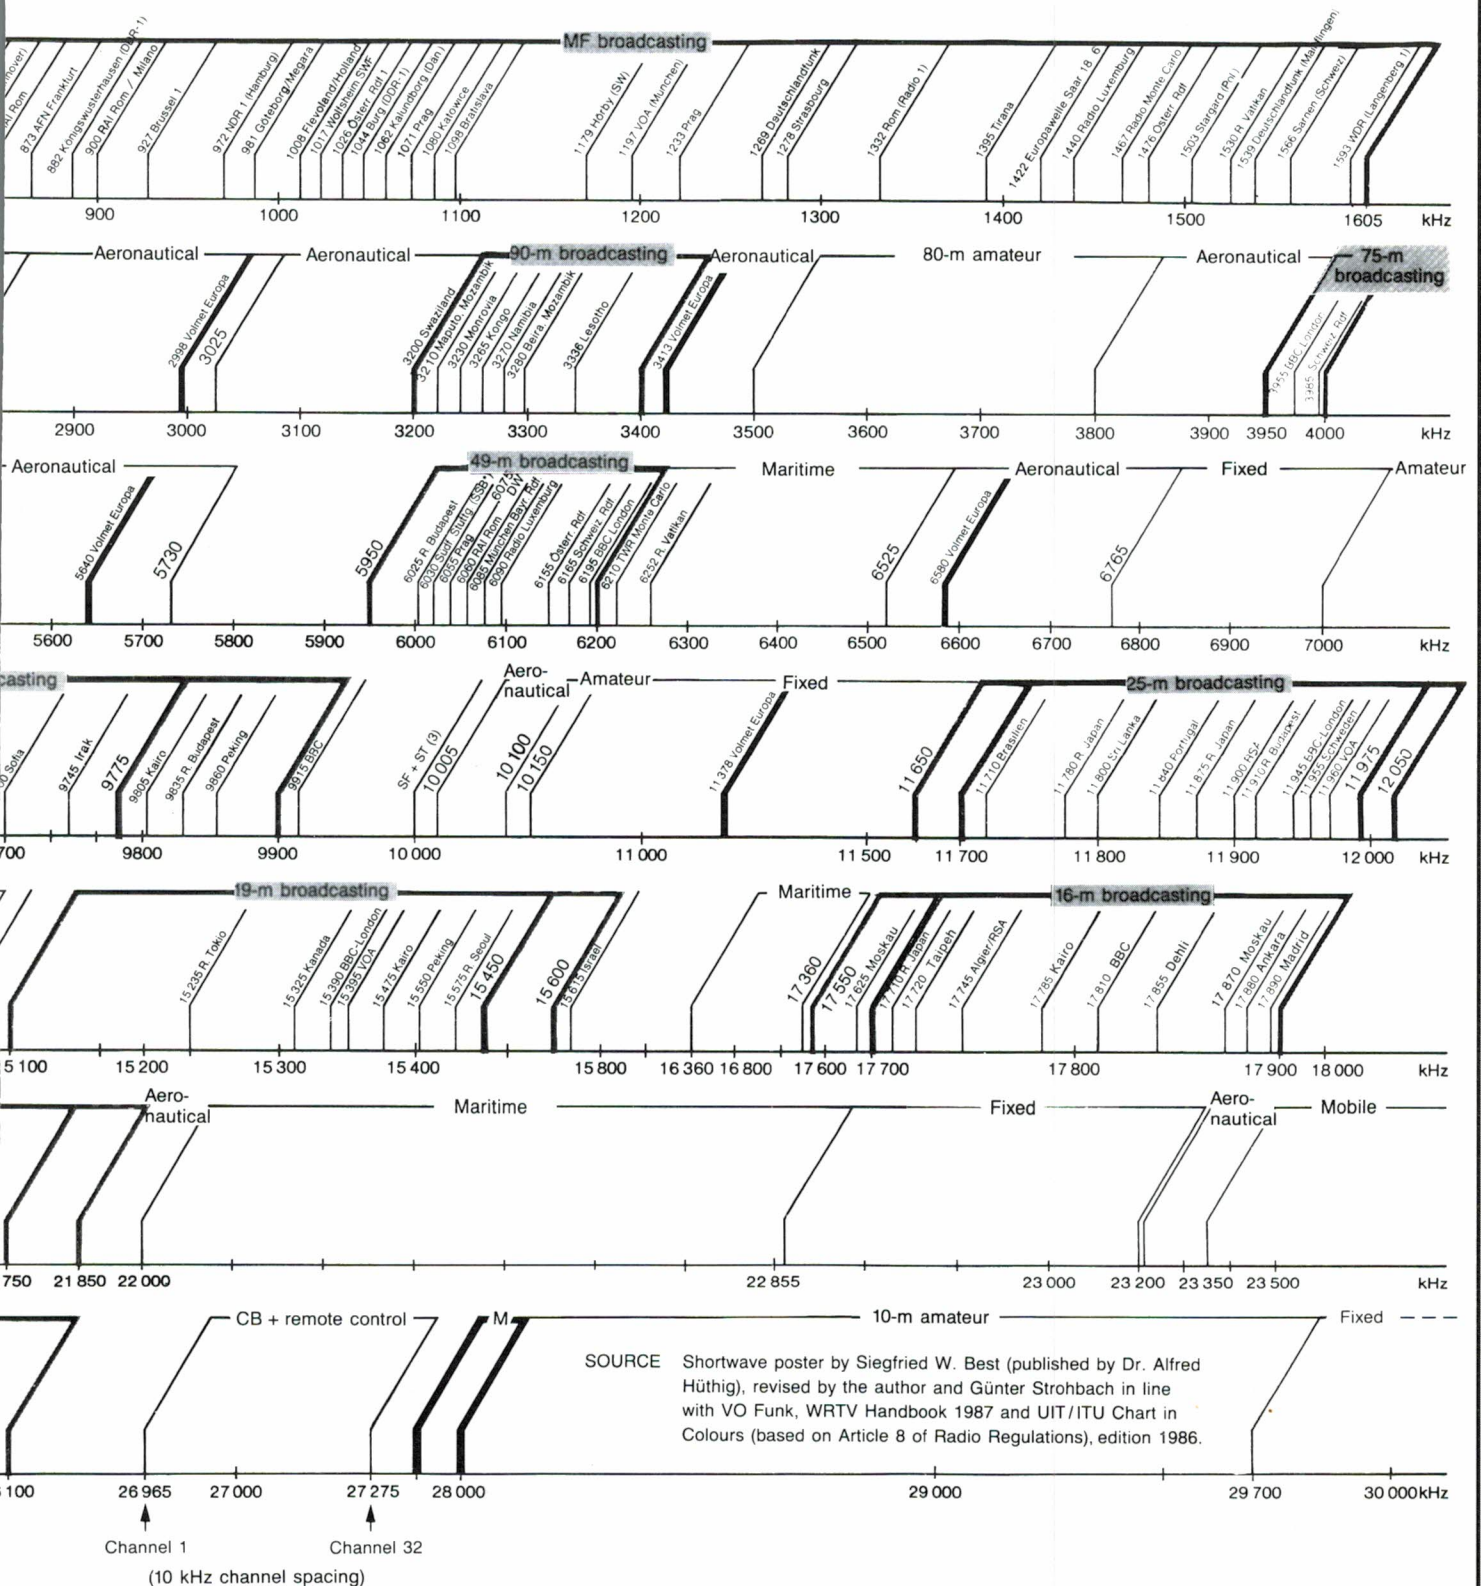 MF broadcasting
AI Rom
873 AFN Frankfurt
882 Königswusterhausen (DDR-1)
900 RAI Rom / Milano
927 Brussel 1
972 NDR 1 (Hamburg)
981 Göteborg/Megara
1008 Flevoland/Holland
1017 Wolfsheim SWF
1026 Österr. Rdf 1
1044 Burg (DDR-1)
1062 Kalundborg (Dan.)
1071 Prag
1080 Katowice
1098 Bratislava
1179 Hörby (SW)
1197 VOA (München)
1233 Prag
1269 Deutschlandfunk
1278 Strasbourg
1332 Rom (Radio 1)
1395 Tirana
1422 Europawelle Saar 18
1440 Radio Luxemburg
1467 Radio Monte Carlo
1476 Österr. Rdf.
1503 Stargard (Pol.)
1530 R. Vatikan
1539 Deutschlandfunk (Mainflingen)
1566 Sarnen (Schweiz)
1593 WDR (Langenberg 1)
900 1000 1100 1200 1300 1400 1500 1605 kHz
Aeronautical Aeronautical 90-m broadcasting Aeronautical 80-m amateur Aeronautical 75-m
broadcasting
2998 Volmet Europa
3025
3200 Swaziland
3210 Maputo, Mozambik
3230 Monrovia
3265 Kongo
3270 Namibia
3280 Beira, Mozambik
3336 Lesotho
3413 Volmet Europa
3955 BBC London
3985 Schweiz. Rdf.
2900 3000 3100 3200 3300 3400 3500 3600 3700 3800 3900 3950 4000 kHz
Aeronautical 49-m broadcasting Maritime Aeronautical Fixed Amateur
5640 Volmet Europa
5730
5950
6025 R. Budapest
6030 Südf. Stuttg (SSB*)
6055 Prag
6060 RAI Rom
6075 DW
6085 München Bayr. Rdf.
6090 Radio Luxemburg
6155 Österr. Rdf.
6165 Schweiz. Rdf
6195 BBC London
6210 TWR Monte Carlo
6252 R. Vatikan
6525
6580 Volmet Europa
6765
5600 5700 5800 5900 6000 6100 6200 6300 6400 6500 6600 6700 6800 6900 7000 kHz
casting Aero-
nautical Amateur Fixed 25-m broadcasting
0 Sofia
9745 Irak
9775
9805 Kairo
9835 R. Budapest
9860 Peking
9915 BBC
SF + ST (3)
10 005
10 100
10 150
11 378 Volmet Europa
11 650
11 710 Brasilien
11 780 R. Japan
11 800 Sri Lanka
11 840 Portugal
11 875 R. Japan
11 900 RSA
11 910 R. Budapest
11 945 BBC-London
11 955 Schweden
11 960 VOA
11 975
12 050
700 9800 9900 10 000 11 000 11 500 11 700 11 800 11 900 12 000 kHz
19-m broadcasting Maritime 16-m broadcasting
15 235 R. Tokio
15 325 Kanada
15 390 BBC-London
15 395 VOA
15 475 Kairo
15 550 Peking
15 575 R. Seoul
15 450
15 600
15 615 Israel
17 360
17 550
17 625 Moskau
17 710 R. Japan
17 720 Taipeh
17 745 Algier/RSA
17 785 Kairo
17 810 BBC
17 855 Dehli
17 870 Moskau
17 880 Ankara
17 890 Madrid
5 100 15 200 15 300 15 400 15 800 16 360 16 800 17 600 17 700 17 800 17 900 18 000 kHz
Aero-
nautical Maritime Fixed Aero-
nautical Mobile
750 21 850 22 000 22 855 23 000 23 200 23 350 23 500 kHz
CB + remote control M 10-m amateur Fixed
SOURCE Shortwave poster by Siegfried W. Best (published by Dr. Alfred
Hüthig), revised by the author and Günter Strohbach in line
with VO Funk, WRTV Handbook 1987 and UIT/ITU Chart in
Colours (based on Article 8 of Radio Regulations), edition 1986.
100 26 965 27 000 27 275 28 000 29 000 29 700 30 000 kHz
Channel 1 Channel 32
(10 kHz channel spacing)